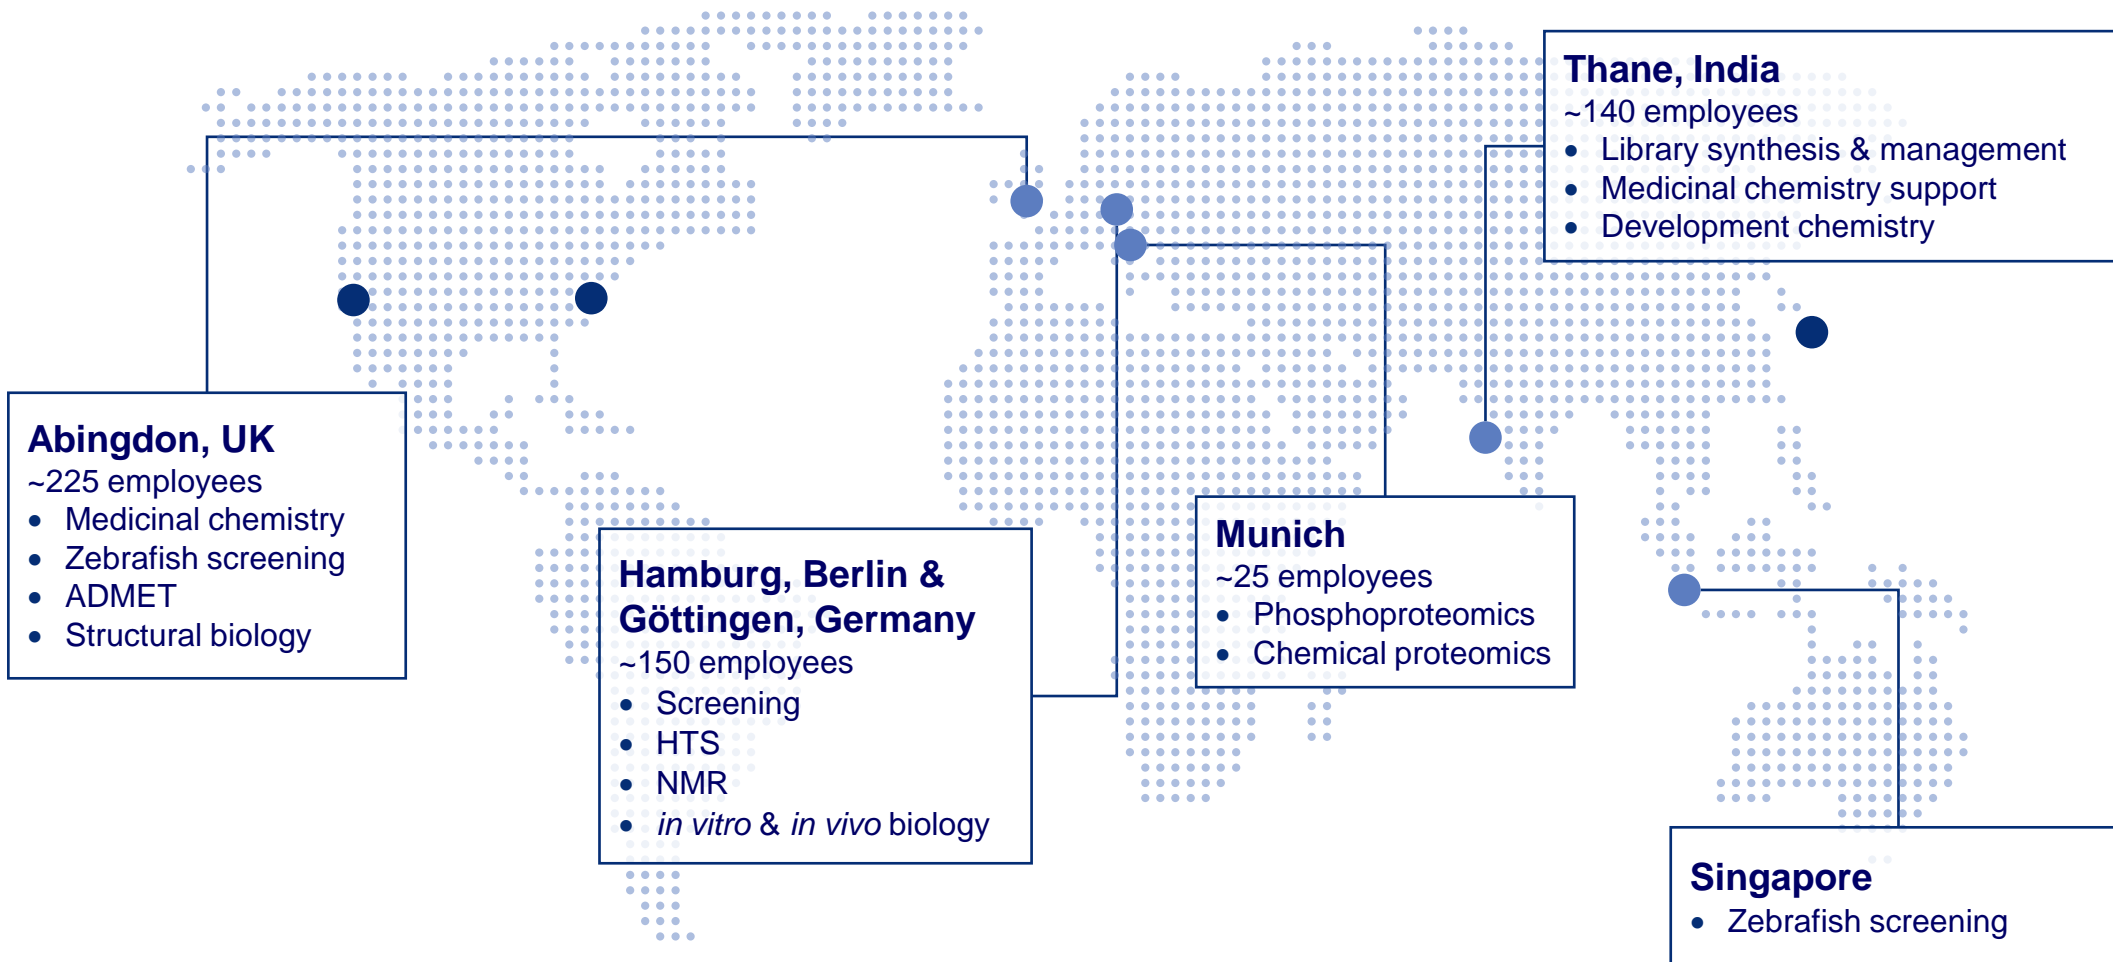 Thane, India
~140 employees
• Library synthesis & management
• Medicinal chemistry support
• Development chemistry
Abingdon, UK
~225 employees
• Medicinal chemistry
• Zebrafish screening
• ADMET
• Structural biology
Hamburg, Berlin &
Göttingen, Germany
~150 employees
• Screening
• HTS
• NMR
• in vitro & in vivo biology
Munich
~25 employees
• Phosphoproteomics
• Chemical proteomics
Singapore
• Zebrafish screening